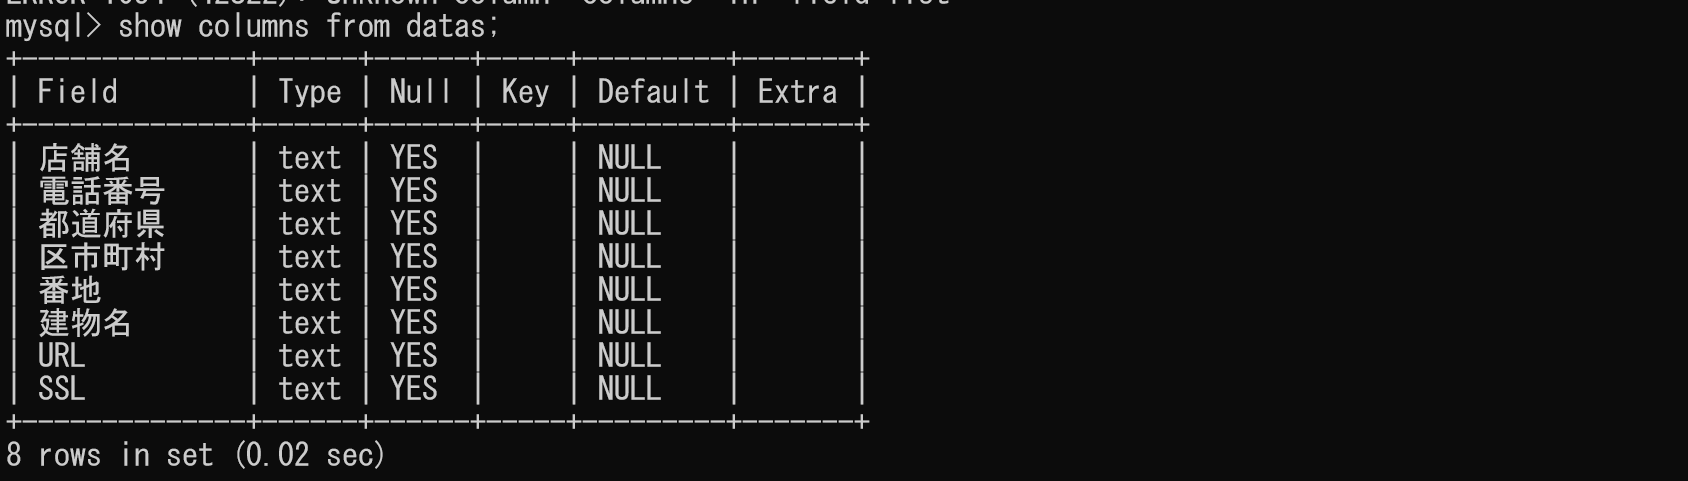 mysql> show columns from datas;
+--------------+------+------+-----+---------+-------+
| Field        | Type | Null | Key | Default | Extra |
+--------------+------+------+-----+---------+-------+
| 店舗名       | text | YES  |     | NULL    |       |
| 電話番号     | text | YES  |     | NULL    |       |
| 都道府県     | text | YES  |     | NULL    |       |
| 区市町村     | text | YES  |     | NULL    |       |
| 番地         | text | YES  |     | NULL    |       |
| 建物名       | text | YES  |     | NULL    |       |
| URL          | text | YES  |     | NULL    |       |
| SSL          | text | YES  |     | NULL    |       |
+--------------+------+------+-----+---------+-------+
8 rows in set (0.02 sec)